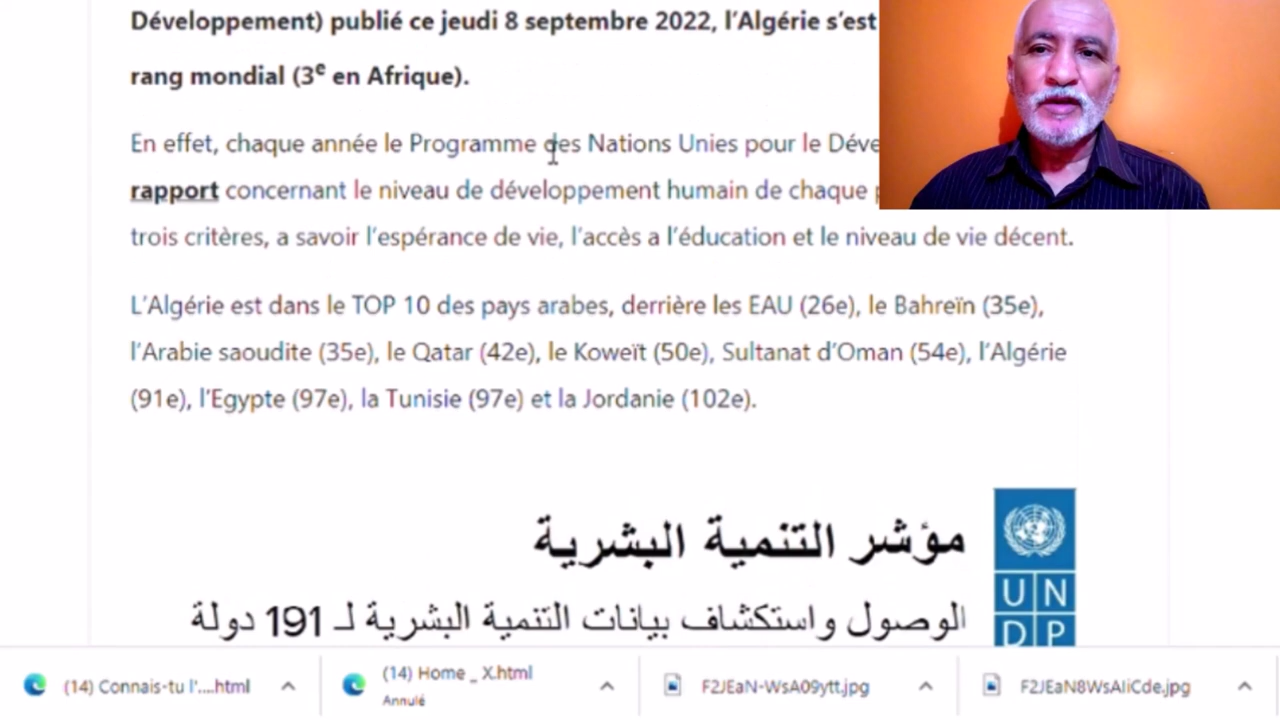 Développement) publié ce jeudi 8 septembre 2022, l’Algérie s’est
rang mondial (3e en Afrique).
En effet, chaque année le Programme des Nations Unies pour le Déve
rapport concernant le niveau de développement humain de chaque
trois critères, a savoir l’espérance de vie, l’accès a l’éducation et le niveau de vie décent.
L’Algérie est dans le TOP 10 des pays arabes, derrière les EAU (26e), le Bahreïn (35e),
l’Arabie saoudite (35e), le Qatar (42e), le Koweït (50e), Sultanat d’Oman (54e), l’Algérie
(91e), l’Egypte (97e), la Tunisie (97e) et la Jordanie (102e).
مؤشر التنمية البشرية
الوصول واستكشاف بيانات التنمية البشرية لـ 191 دولة
U N
D P
(14) Connais-tu l'....html
(14) Home _ X.html
Annulé
F2JEaN-WsA09ytt.jpg
F2JEaN8WsAIiCde.jpg